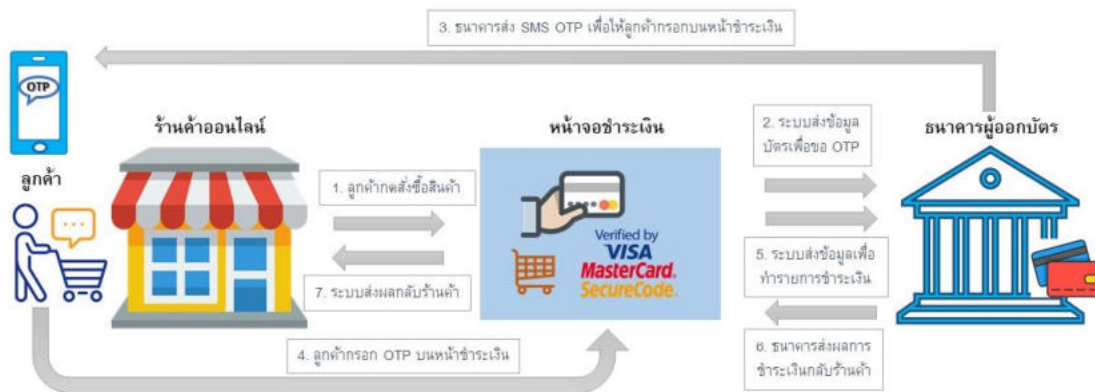 3. ธนาคารส่ง SMS OTP เพื่อให้ลูกค้ากรอกบนหน้าชำระเงิน
OTP
ร้านค้าออนไลน์
หน้าจอชำระเงิน
2. ระบบส่งข้อมูล
บัตรเพื่อขอ OTP
ธนาคารผู้ออกบัตร
ลูกค้า
1. ลูกค้ากดสั่งซื้อสินค้า
Verified by
VISA
MasterCard.
SecureCode.
5. ระบบส่งข้อมูลเพื่อ
ทำรายการชำระเงิน
7. ระบบส่งผลกลับร้านค้า
4. ลูกค้ากรอก OTP บนหน้าชำระเงิน
6. ธนาคารส่งผลการ
ชำระเงินกลับร้านค้า